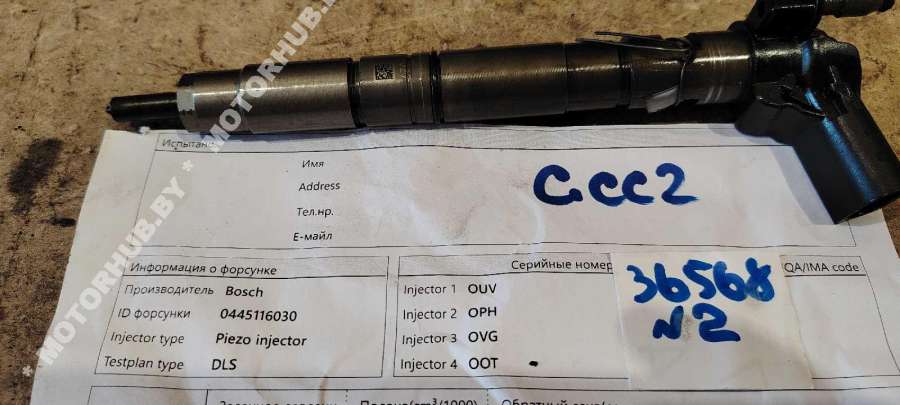 * MOTORHUB.BY * MOTORHUB.BY *
Испытано
Имя
Address
Тел.нр.
Е-майл
GCC2
Информация о форсунке
Производитель Bosch
ID форсунки 0445116030
Injector type Piezo injector
Testplan type DLS
Серийные номер QA/IMA code
Injector 1 OUV
Injector 2 OPH
Injector 3 OVG
Injector 4 OOT
36568
N2